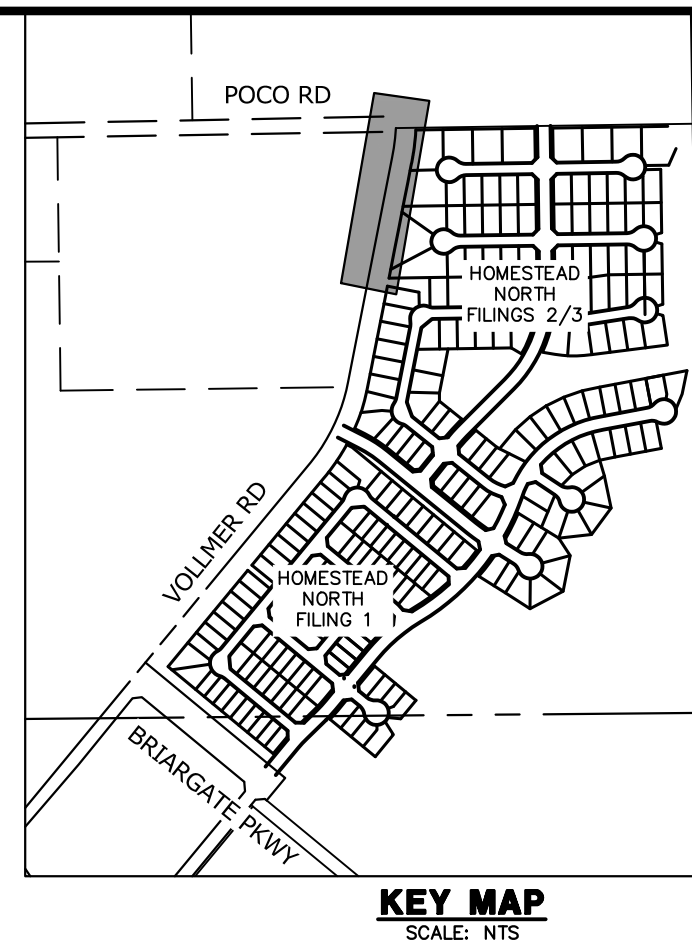 POCO RD
HOMESTEAD
NORTH
FILINGS 2/3
VOLLMER RD
HOMESTEAD
NORTH
FILING 1
BRIARGATE PKWY
KEY MAP
SCALE: NTS